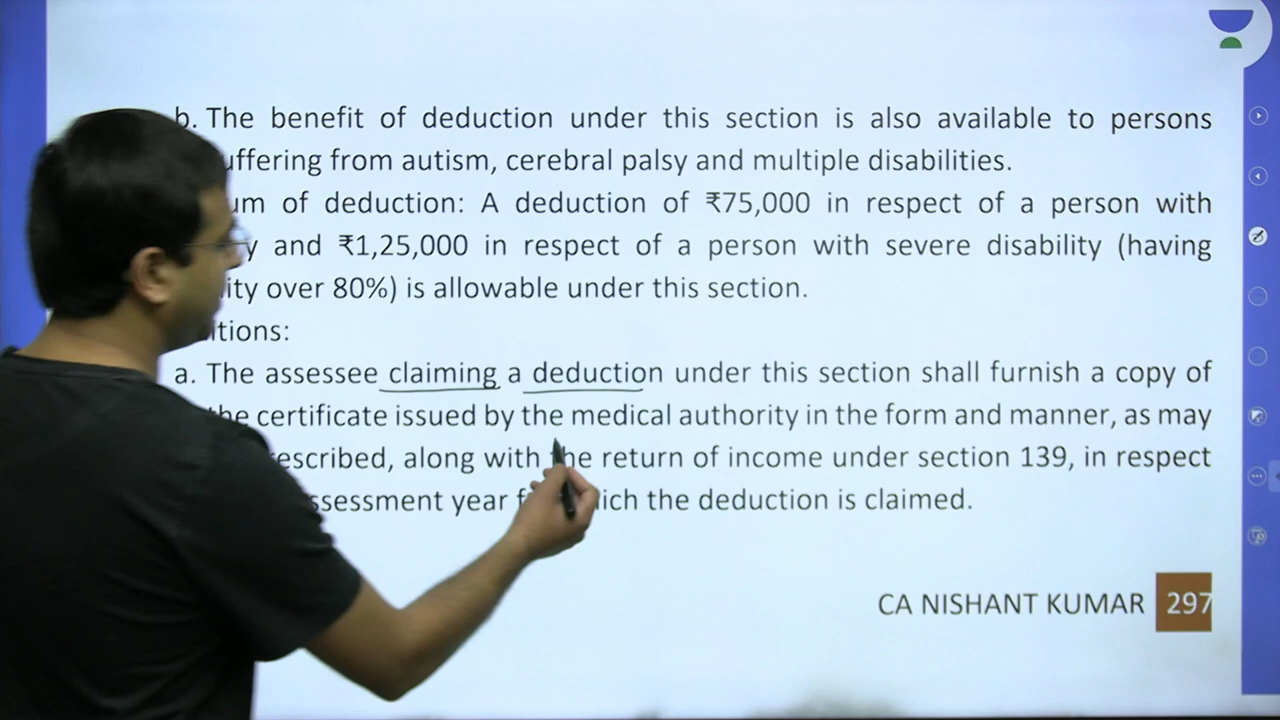 b. The benefit of deduction under this section is also available to persons
uffering from autism, cerebral palsy and multiple disabilities.
um of deduction: A deduction of ₹75,000 in respect of a person with
y and ₹1,25,000 in respect of a person with severe disability (having
ity over 80%) is allowable under this section.
itions:
a. The assessee claiming a deduction under this section shall furnish a copy of
the certificate issued by the medical authority in the form and manner, as may
escribed, along with the return of income under section 139, in respect
ssessment year ich the deduction is claimed.
CA NISHANT KUMAR 297